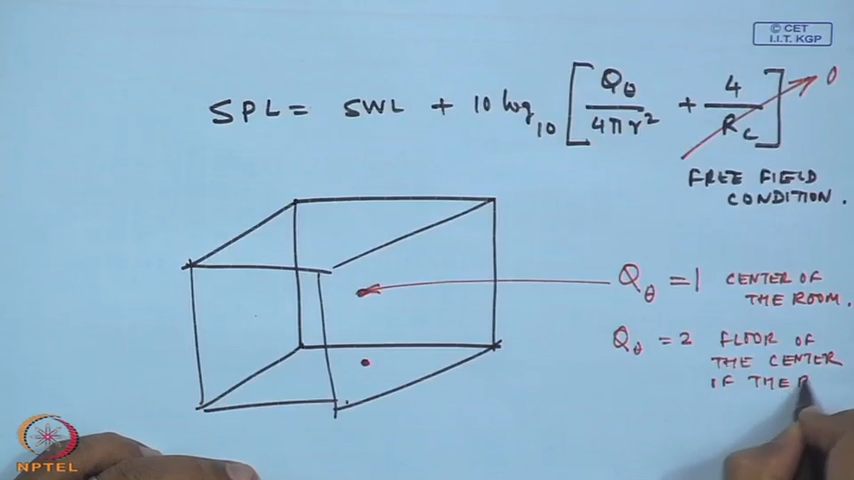 © CET
I.I.T. KGP
SPL = SWL + 10 log10 [ Qθ / 4πr² + 4 / Rc ] 0
FREE FIELD
CONDITION.
Qθ = 1 CENTER OF
THE ROOM.
Qθ = 2 FLOOR OF
THE CENTER
IF THE R
NPTEL